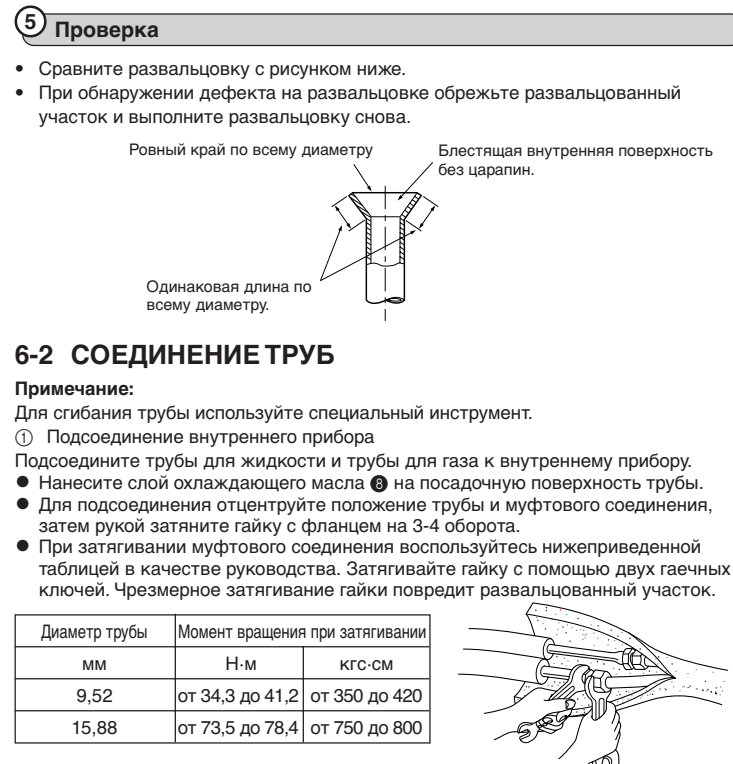 5 Проверка
• Сравните развальцовку с рисунком ниже.
• При обнаружении дефекта на развальцовке обрежьте развальцованный
участок и выполните развальцовку снова.
Ровный край по всему диаметру
Блестящая внутренняя поверхность
без царапин.
Одинаковая длина по
всему диаметру.
6-2 СОЕДИНЕНИЕ ТРУБ
Примечание:
Для сгибания трубы используйте специальный инструмент.
① Подсоединение внутреннего прибора
Подсоедините трубы для жидкости и трубы для газа к внутреннему прибору.
● Нанесите слой охлаждающего масла ❽ на посадочную поверхность трубы.
● Для подсоединения отцентруйте положение трубы и муфтового соединения,
затем рукой затяните гайку с фланцем на 3-4 оборота.
● При затягивании муфтового соединения воспользуйтесь нижеприведенной
таблицей в качестве руководства. Затягивайте гайку с помощью двух гаечных
ключей. Чрезмерное затягивание гайки повредит развальцованный участок.
Диаметр трубы Момент вращения при затягивании
мм Н·м кгс·см
9,52 от 34,3 до 41,2 от 350 до 420
15,88 от 73,5 до 78,4 от 750 до 800